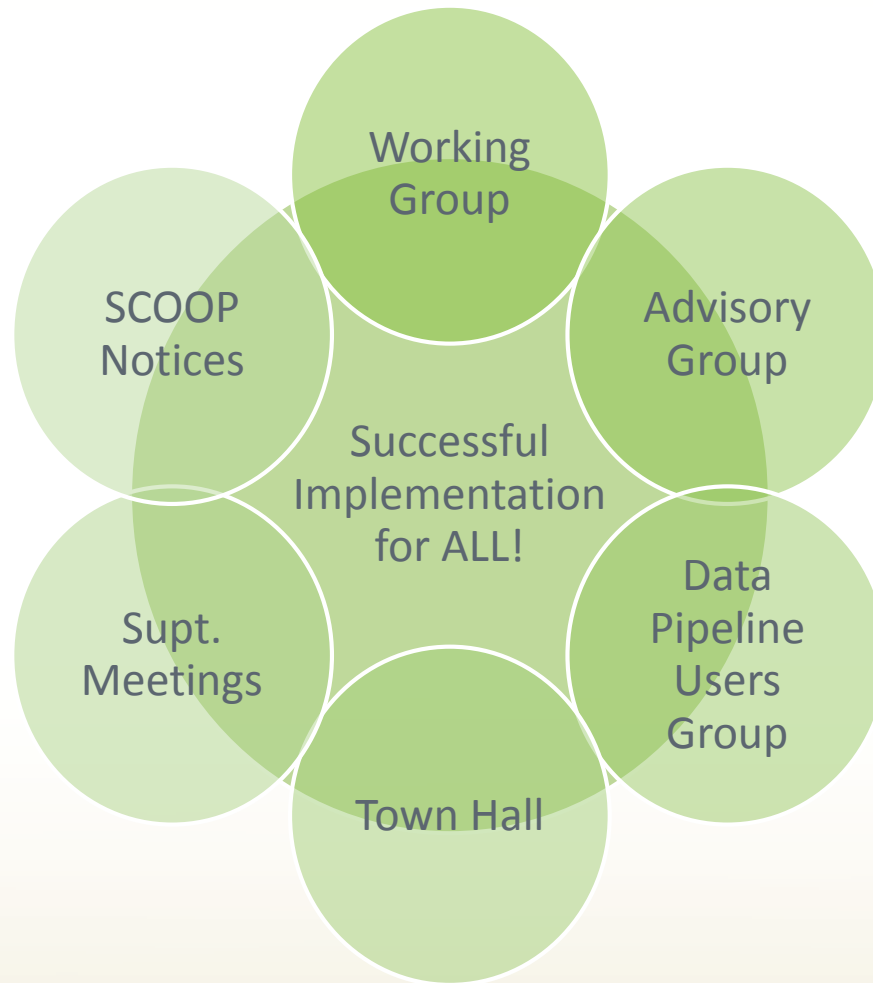 Working
Group
SCOOP
Notices
Advisory
Group
Successful
Implementation
for ALL!
Supt.
Meetings
Data
Pipeline
Users
Group
Town Hall